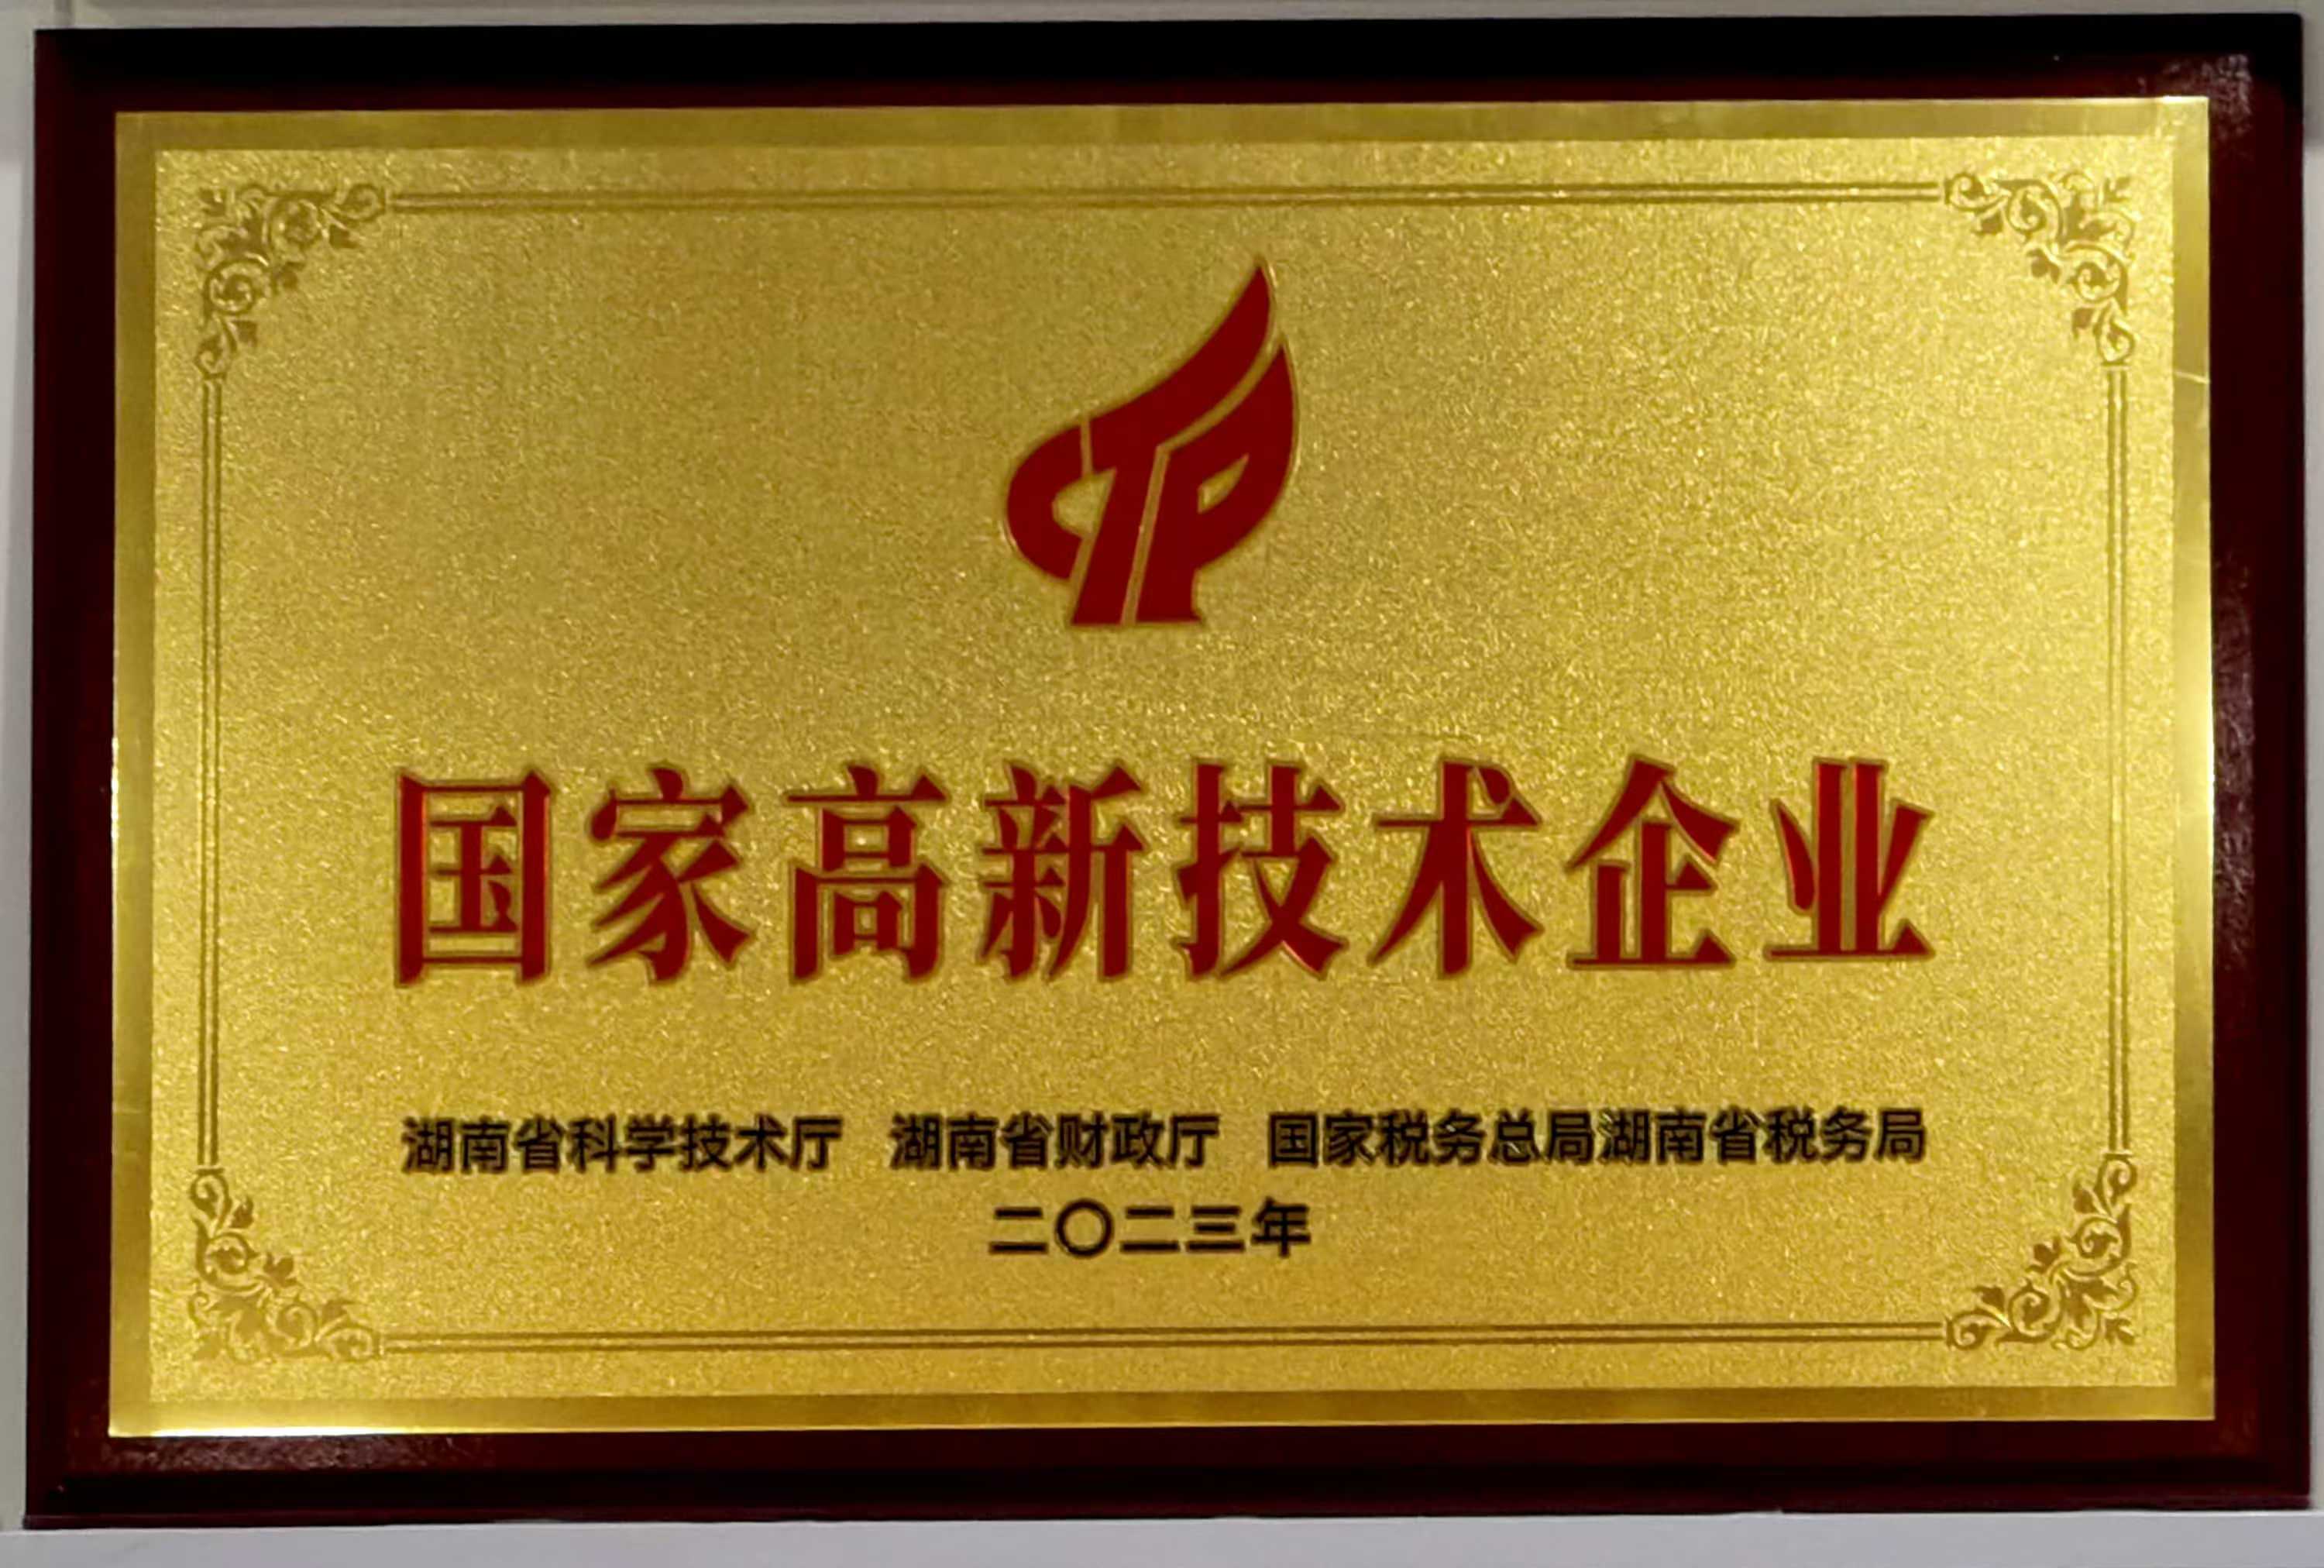 CTP
国家高新技术企业
湖南省科学技术厅 湖南省财政厅 国家税务总局湖南省税务局
二〇二三年